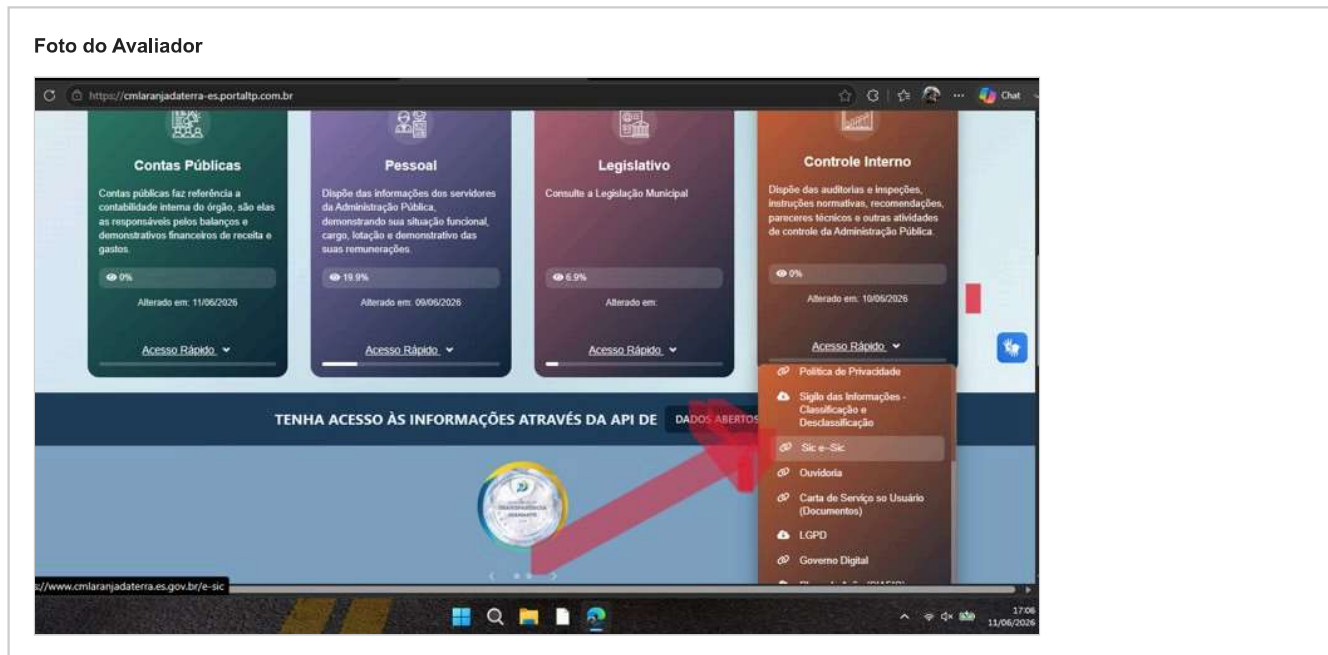 Foto do Avaliador
https://cmlaranjadaterra-es.portaltp.com.br
Chat
Contas Públicas
Contas públicas faz referência a
contabilidade interna do órgão, são elas
as responsáveis pelos balanços e
demonstrativos financeiros de receita e
gastos.
0%
Alterado em: 11/06/2026
Acesso Rápido
Pessoal
Dispõe das informações dos servidores
da Administração Pública,
demonstrando sua situação funcional,
cargo, lotação e demonstrativo das
suas remunerações.
19.9%
Alterado em: 09/06/2026
Acesso Rápido
Legislativo
Consulte a Legislação Municipal
6.9%
Alterado em:
Acesso Rápido
Controle Interno
Dispõe das auditorias e inspeções,
instruções normativas, recomendações,
pareceres técnicos e outras atividades
de controle da Administração Pública.
0%
Alterado em: 10/06/2026
Acesso Rápido
Política de Privacidade
Sigilo das Informações -
Classificação e
Desclassificação
Sic e-Sic
Ouvidoria
Carta de Serviço so Usuário
(Documentos)
LGPD
Governo Digital
TENHA ACESSO ÀS INFORMAÇÕES ATRAVÉS DA API DE DADOS ABERTOS
TRANSPARÊNCIA
DIAMANTE
s://www.cmlaranjadaterra.es.gov.br/e-sic
17:06
11/06/2026